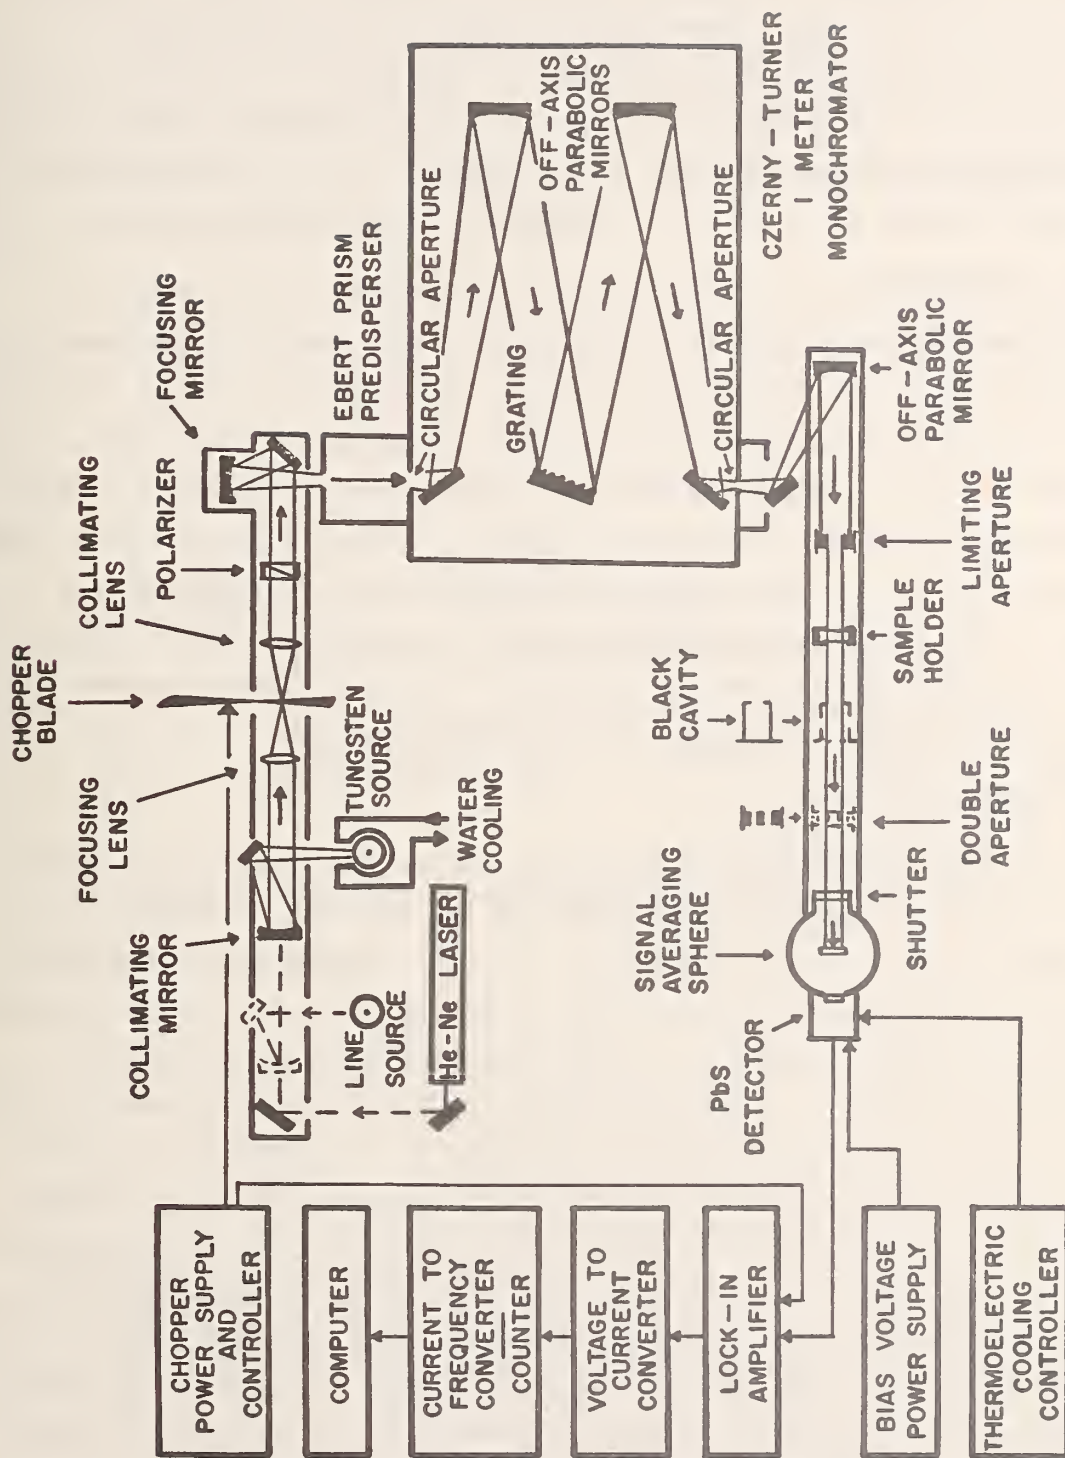 CHOPPER
BLADE
COLLIMATING
LENS
FOCUSING
MIRROR
POLARIZER
FOCUSING
LENS
COLLIMATING
MIRROR
TUNGSTEN
SOURCE
WATER
COOLING
LINE
SOURCE
He-Ne LASER
EBERT PRISM
PREDISPERSER
CIRCULAR APERTURE
GRATING
OFF-AXIS
PARABOLIC
MIRRORS
CIRCULAR APERTURE
CZERNY-TURNER
1 METER
MONOCHROMATOR
OFF-AXIS
PARABOLIC
MIRROR
LIMITING
APERTURE
SAMPLE
HOLDER
BLACK
CAVITY
DOUBLE
APERTURE
SHUTTER
SIGNAL
AVERAGING
SPHERE
PbS
DETECTOR
CHOPPPER
POWER SUPPLY
AND
CONTROLLER
COMPUTER
CURRENT TO
FREQUENCY
CONVERTER
COUNTER
VOLTAGE TO
CURRENT
CONVERTER
LOCK-IN
AMPLIFIER
BIAS VOLTAGE
POWER SUPPLY
THERMOELECTRIC
COOLING
CONTROLLER